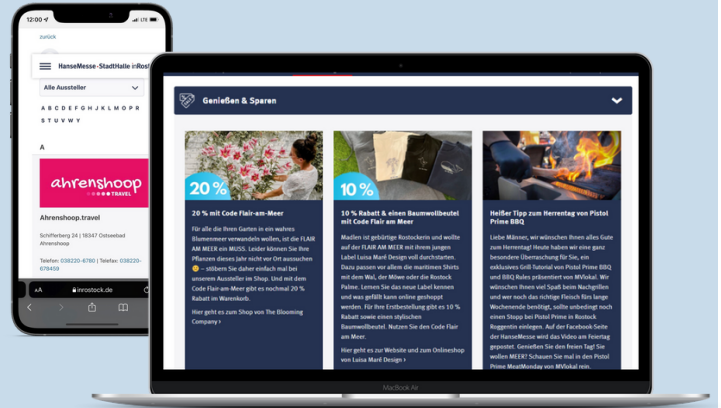 12:00
LTE
zurück
HanseMesse·StadtHalle inRos
Alle Aussteller
A B C D E F G H J K L M O P R
S T U V W Y
A
ahrenshoop
TRAVEL
Ahrenshoop.travel
Schifferberg 24 | 18347 Ostseebad
Ahrenshoop
Telefon: 038220-6780 | Telefax: 038220-
678459
AA
inrostock.de
Genießen & Sparen
20 %
20 % mit Code Flair-am-Meer
Für alle die Ihren Garten in ein wahres
Blumenmeer verwandeln wollen, ist die FLAIR
AM MEER ein MUSS. Leider können Sie Ihre
Pflanzen dieses Jahr nicht vor Ort aussuchen
– stöbern Sie daher einfach mal bei
unserem Aussteller im Shop. Und mit dem
Code Flair-am-Meer gibt es nochmal 20 %
Rabatt im Warenkorb.
Hier geht es zum Shop von The Blooming
Company ›
10 %
10 % Rabatt & einen Baumwollbeutel
mit Code Flair am Meer
Madlen ist gebürtige Rostockerin und wollte
auf der FLAIR AM MEER mit ihrem jungen
Label Luisa Maré Design voll durchstarten.
Dazu passen vor allem die maritimen Shirts
mit dem Wal, der Möwe oder die Rostock
Palme. Lernen Sie das neue Label kennen
und was gefällt kann online geshoppt
werden. Für Ihre Erstbestellung gibt es 10 %
Rabatt sowie einen stylischen
Baumwollbeutel. Nutzen Sie den Code Flair
am Meer.
Hier geht es zur Website und zum Onlineshop
von Luisa Maré Design ›
Heißer Tipp zum Herrentag von Pistol
Prime BBQ
Liebe Männer, wir wünschen Ihnen alles Gute
zum Herrentag! Heute haben wir eine ganz
besondere Überraschung für Sie, ein
exklusives Grill Tutorial von Pistol Prime BBQ
und BBQ Rules präsentiert von MVlokal. Wir
wünschen Ihnen viel Spaß beim Nachgrillen
und wer noch das richtige Fleisch fürs lange
Wochenende benötigt, sollte unbedingt noch
einen Stopp bei Pistol Prime in Rostock
Roggentin einlegen. Auf der Facebook-Seite
der HanseMesse wird das Video am Feiertag
gepostet. Genießen Sie den freien Tag! Sie
wollen MEER? Schauen Sie mal in den Pistol
Prime MeatMonday von MVlokal rein.
MacBook Air